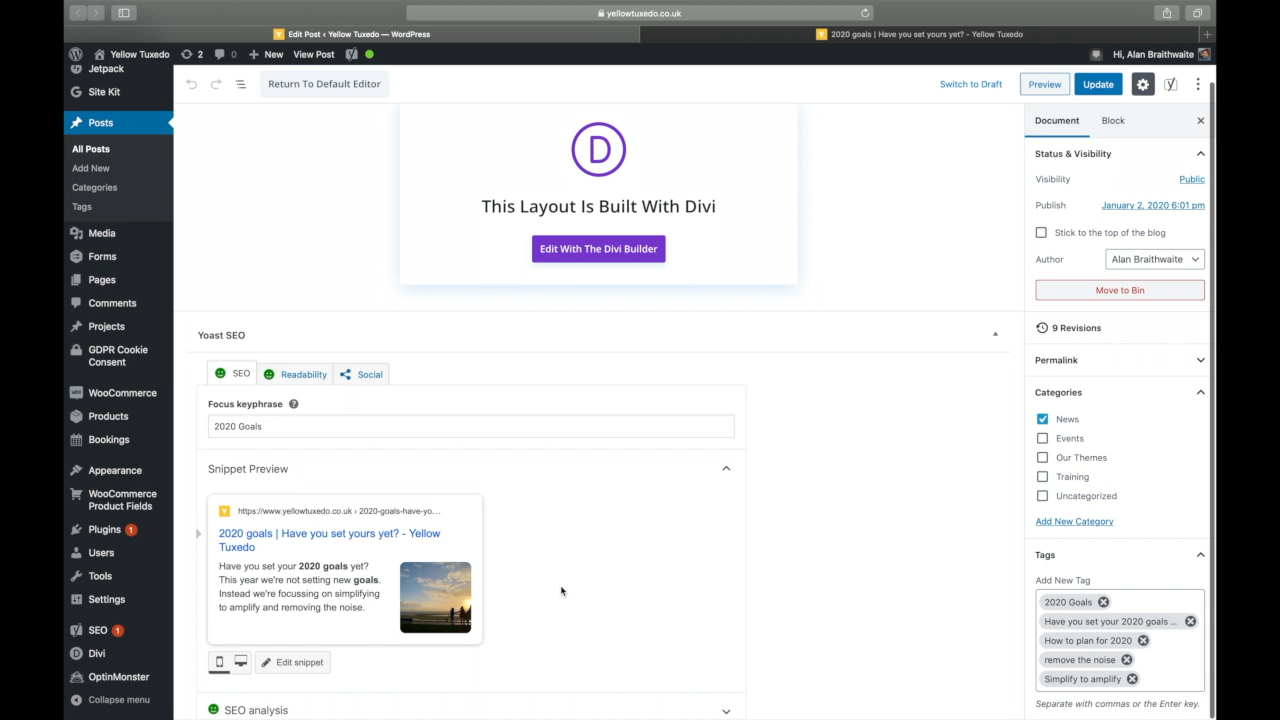 yellowtuxedo.co.uk
Edit Post ‹ Yellow Tuxedo — WordPress
2020 goals | Have you set yours yet? - Yellow Tuxedo
Yellow Tuxedo
2
0
New
View Post
Hi, Alan Braithwaite
Jetpack
Site Kit
Posts
All Posts
Add New
Categories
Tags
Media
Forms
Pages
Comments
Projects
GDPR Cookie
Consent
WooCommerce
Products
Bookings
Appearance
WooCommerce
Product Fields
Plugins 1
Users
Tools
Settings
SEO 1
Divi
OptinMonster
Collapse menu
Return To Default Editor
Switch to Draft
Preview
Update
D
This Layout Is Built With Divi
Edit With The Divi Builder
Yoast SEO
SEO
Readability
Social
Focus keyphrase
2020 Goals
Snippet Preview
https://www.yellowtuxedo.co.uk › 2020-goals-have-yo…
2020 goals | Have you set yours yet? - Yellow
Tuxedo
Have you set your 2020 goals yet?
This year we're not setting new goals.
Instead we're focussing on simplifying
to amplify and removing the noise.
Edit snippet
SEO analysis
Document
Block
Status & Visibility
Visibility
Public
Publish
January 2, 2020 6:01 pm
Stick to the top of the blog
Author
Alan Braithwaite
Move to Bin
9 Revisions
Permalink
Categories
News
Events
Our Themes
Training
Uncategorized
Add New Category
Tags
Add New Tag
2020 Goals
Have you set your 2020 goals ...
How to plan for 2020
remove the noise
Simplify to amplify
Separate with commas or the Enter key.